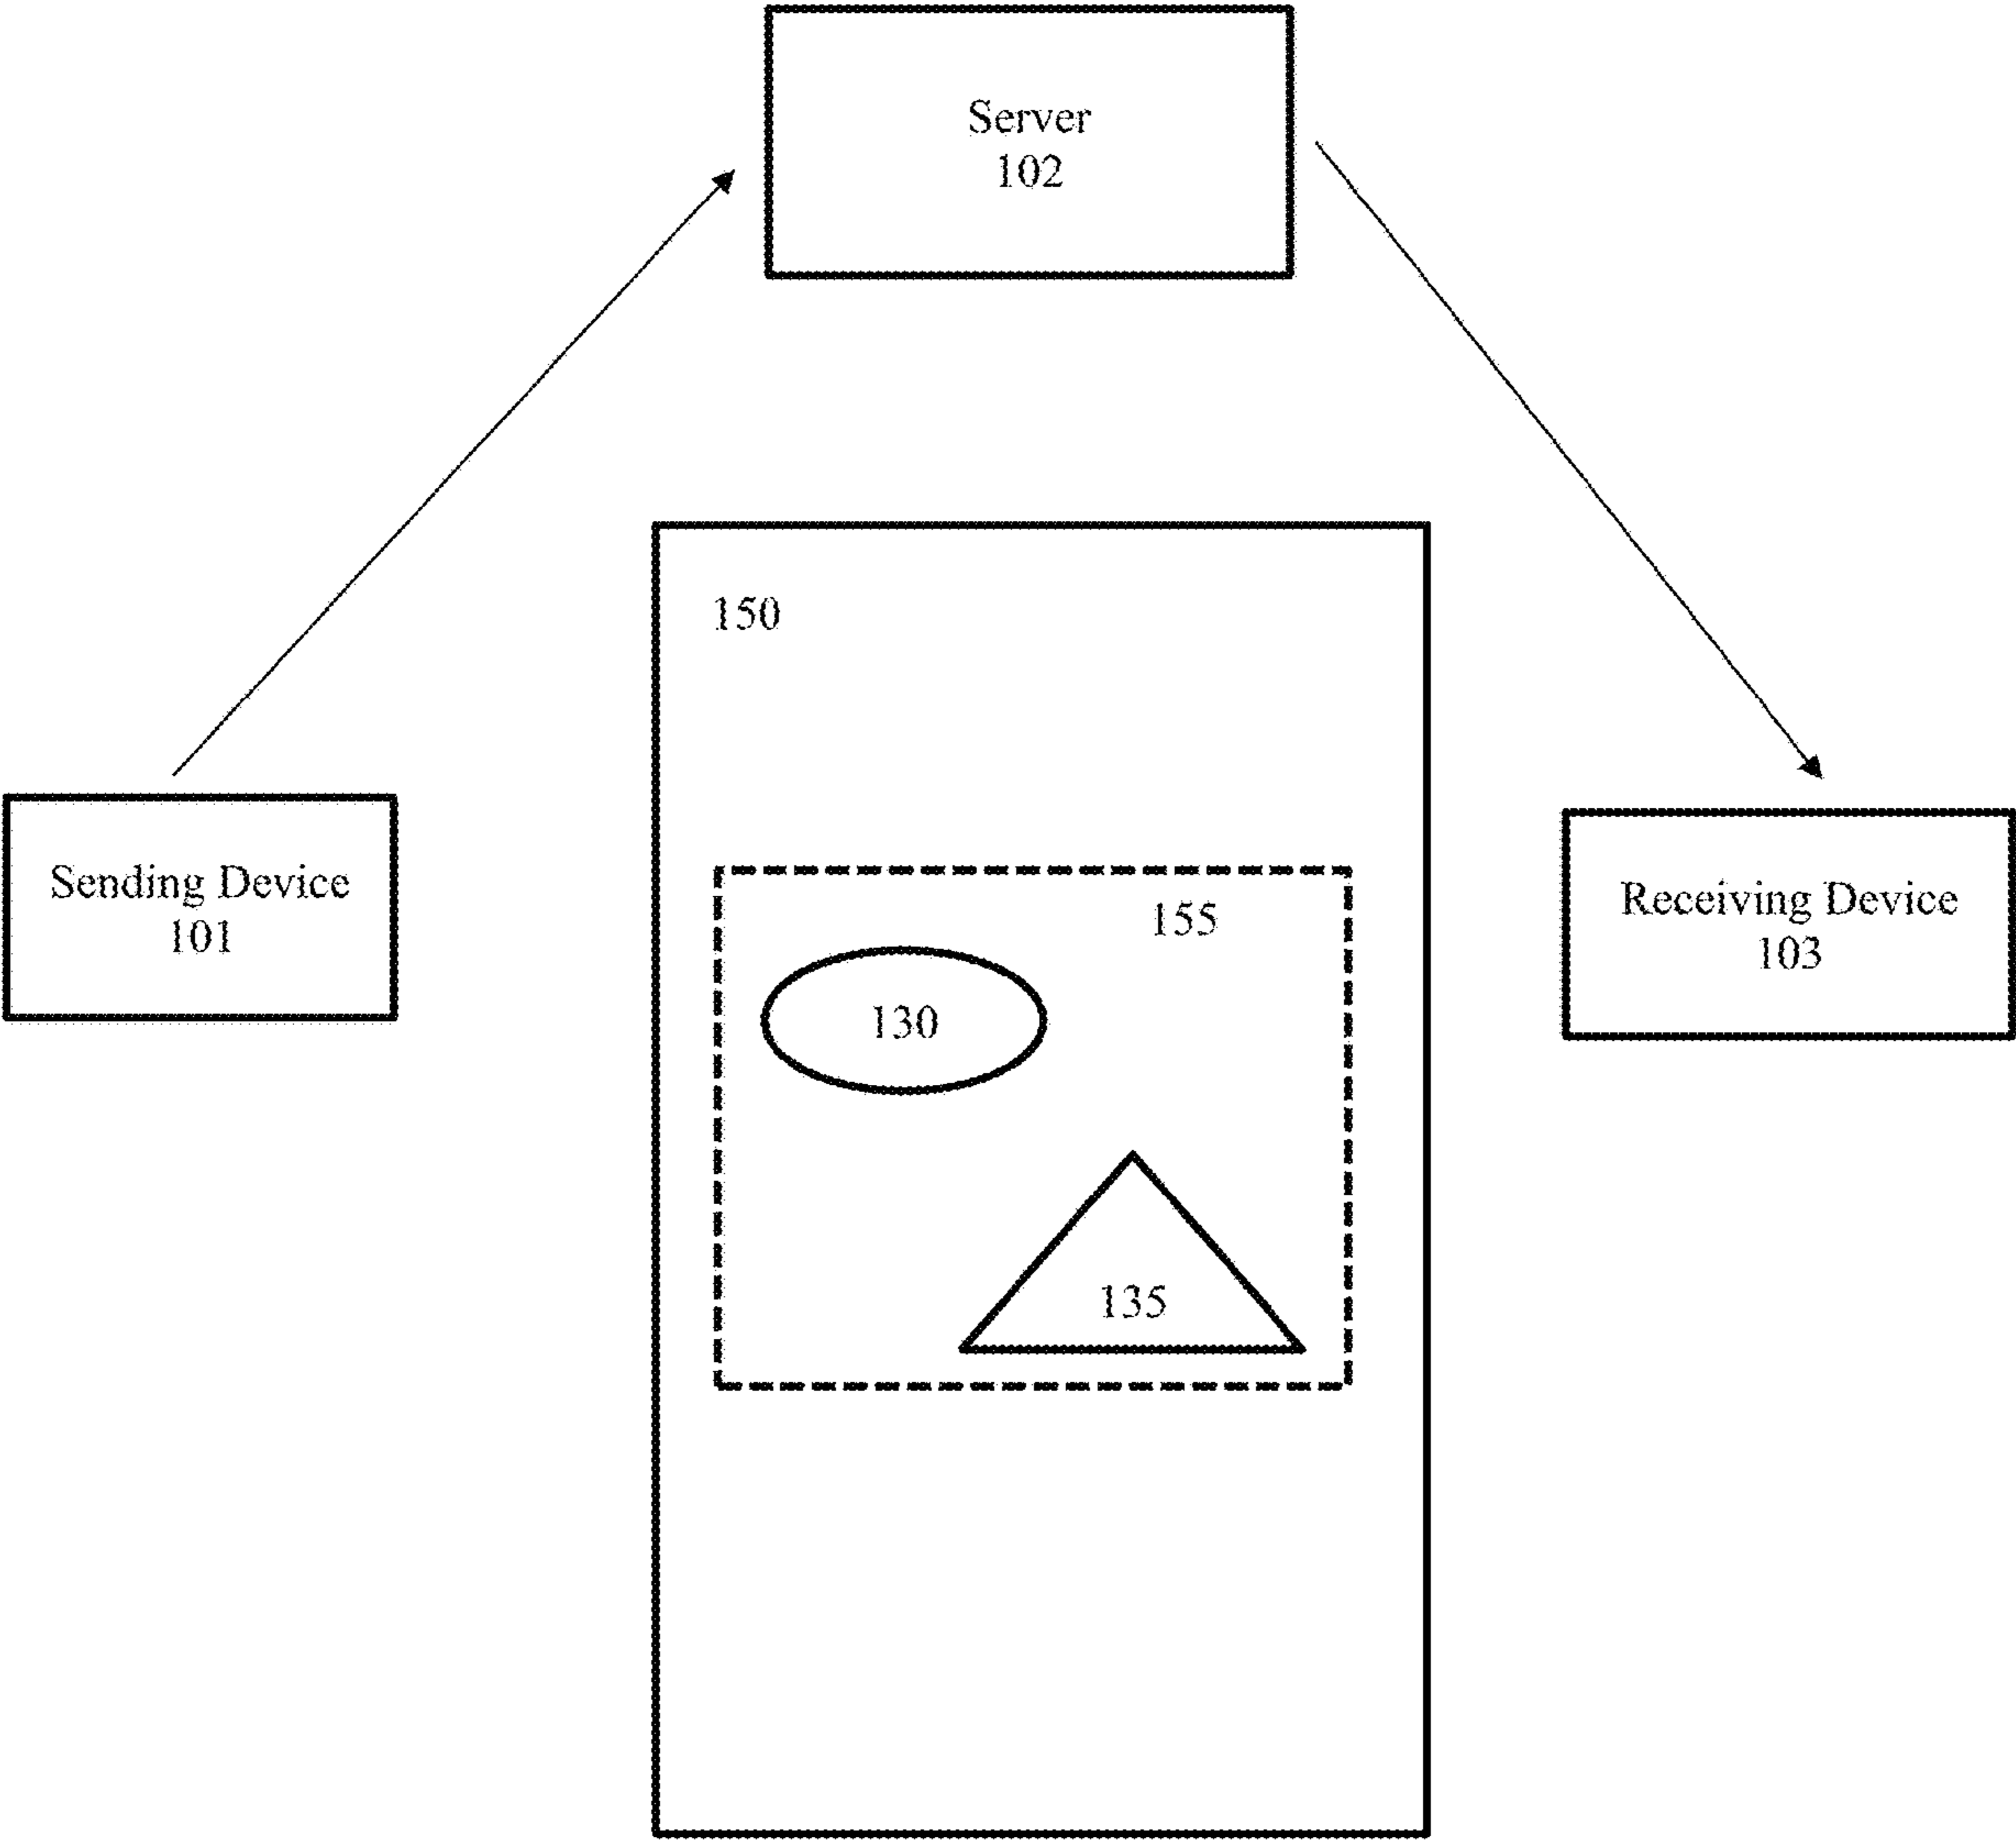 Server
102
150
Sending Device
101
155
Receiving Device
103
130
135